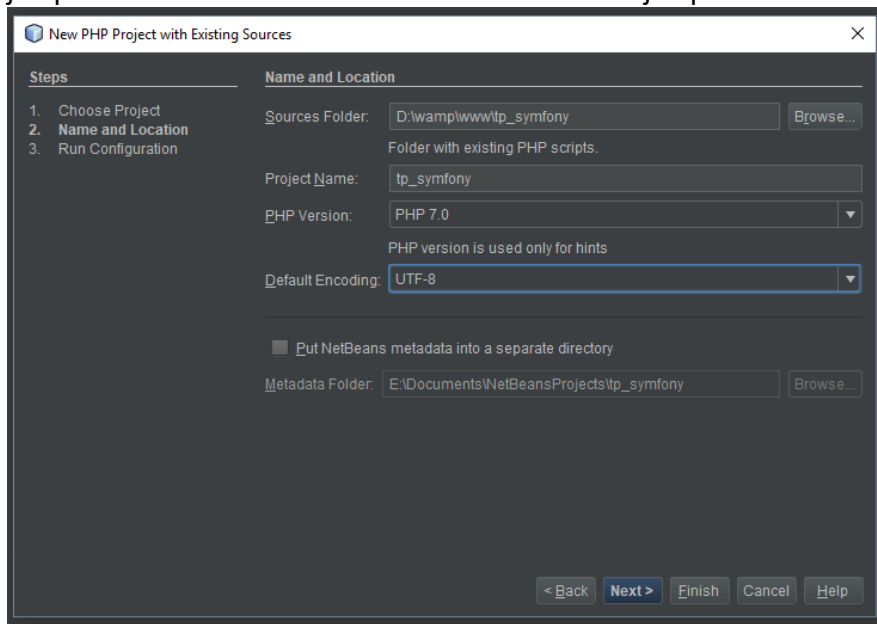 New PHP Project with Existing Sources
Steps
1. Choose Project
2. Name and Location
3. Run Configuration
Name and Location
Sources Folder: D:\wamp\www\tp_symfony Browse...
Folder with existing PHP scripts.
Project Name: tp_symfony
PHP Version: PHP 7.0
PHP version is used only for hints
Default Encoding: UTF-8
Put NetBeans metadata into a separate directory
Metadata Folder: E:\Documents\NetBeansProjects\tp_symfony Browse...
< Back Next > Finish Cancel Help